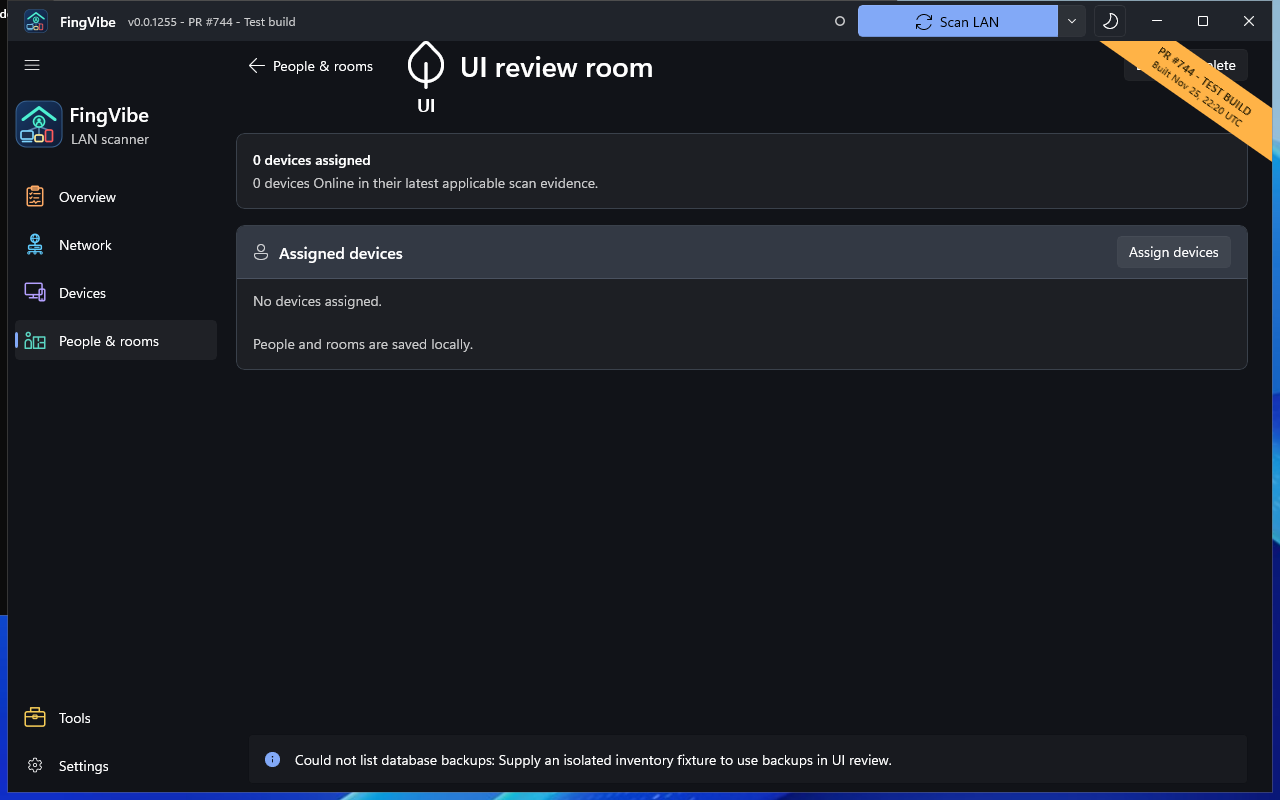 FingVibe v0.0.1255 - PR #744 - Test build
Scan LAN
People & rooms
UI review room
UI
PR #744 - TEST BUILD
Built Nov 25, 22:20 UTC
FingVibe
LAN scanner
Overview
Network
Devices
People & rooms
0 devices assigned
0 devices Online in their latest applicable scan evidence.
Assigned devices
Assign devices
No devices assigned.
People and rooms are saved locally.
Tools
Settings
Could not list database backups: Supply an isolated inventory fixture to use backups in UI review.